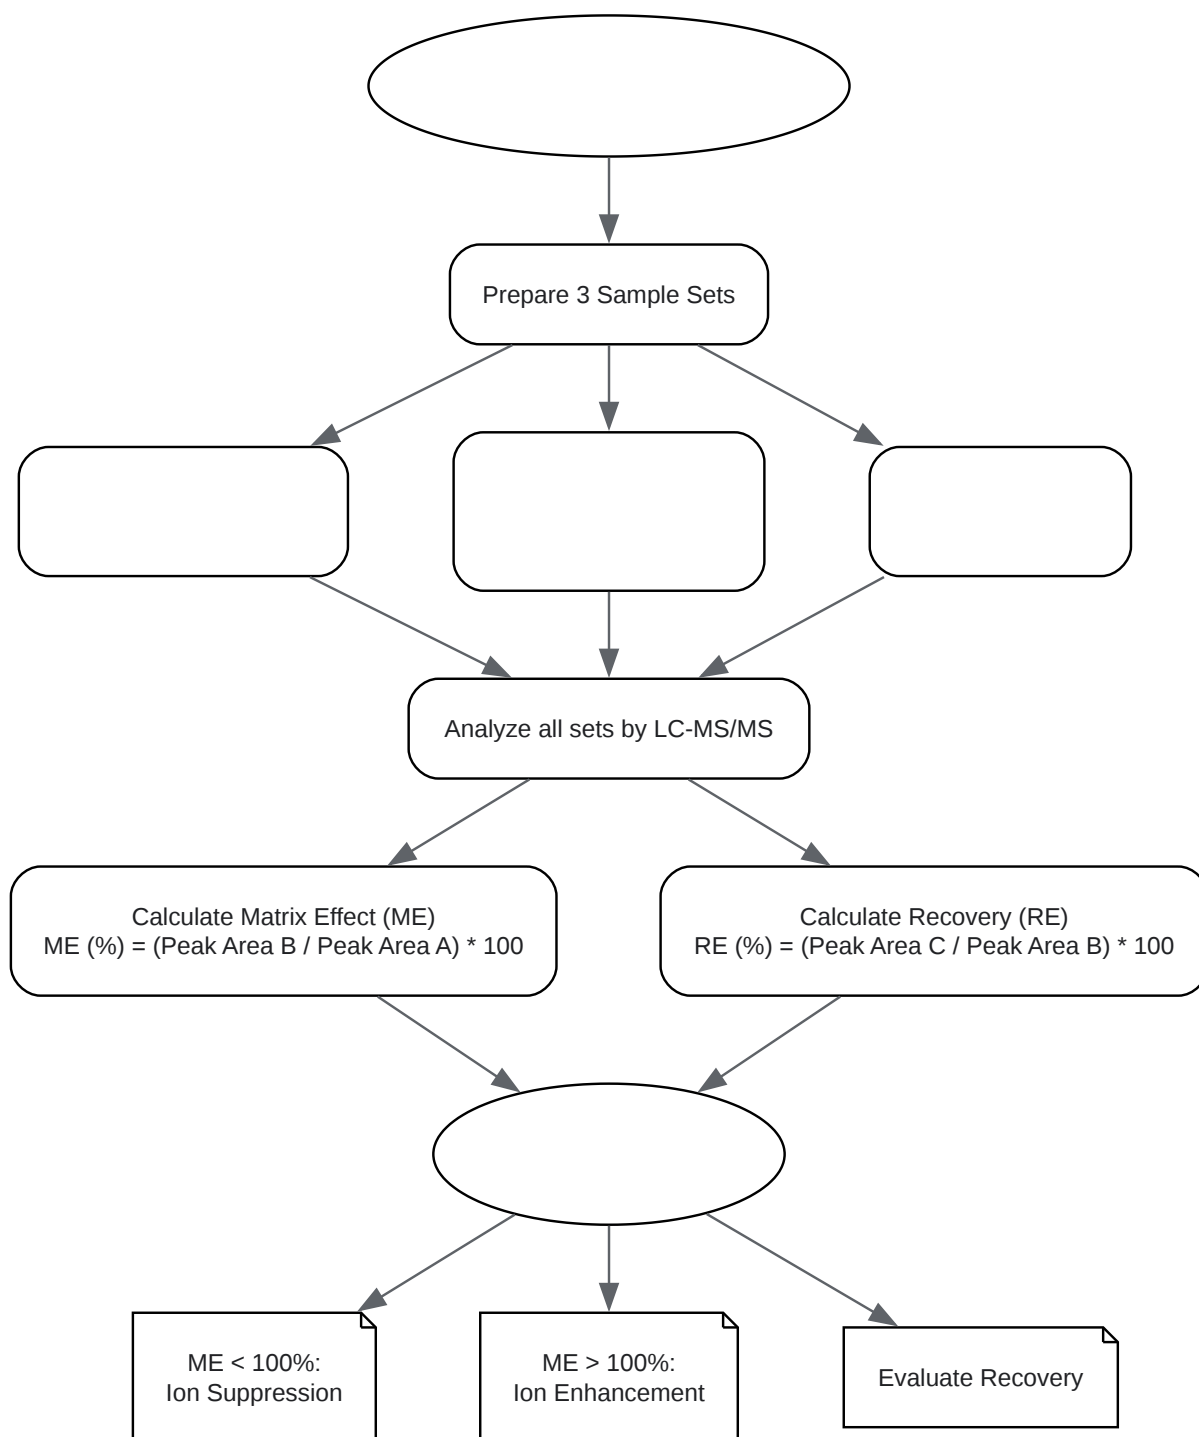 Prepare 3 Sample Sets
Analyze all sets by LC-MS/MS
Calculate Matrix Effect (ME)
ME (%) = (Peak Area B / Peak Area A) * 100
Calculate Recovery (RE)
RE (%) = (Peak Area C / Peak Area B) * 100
ME < 100%:
Ion Suppression
ME > 100%:
Ion Enhancement
Evaluate Recovery